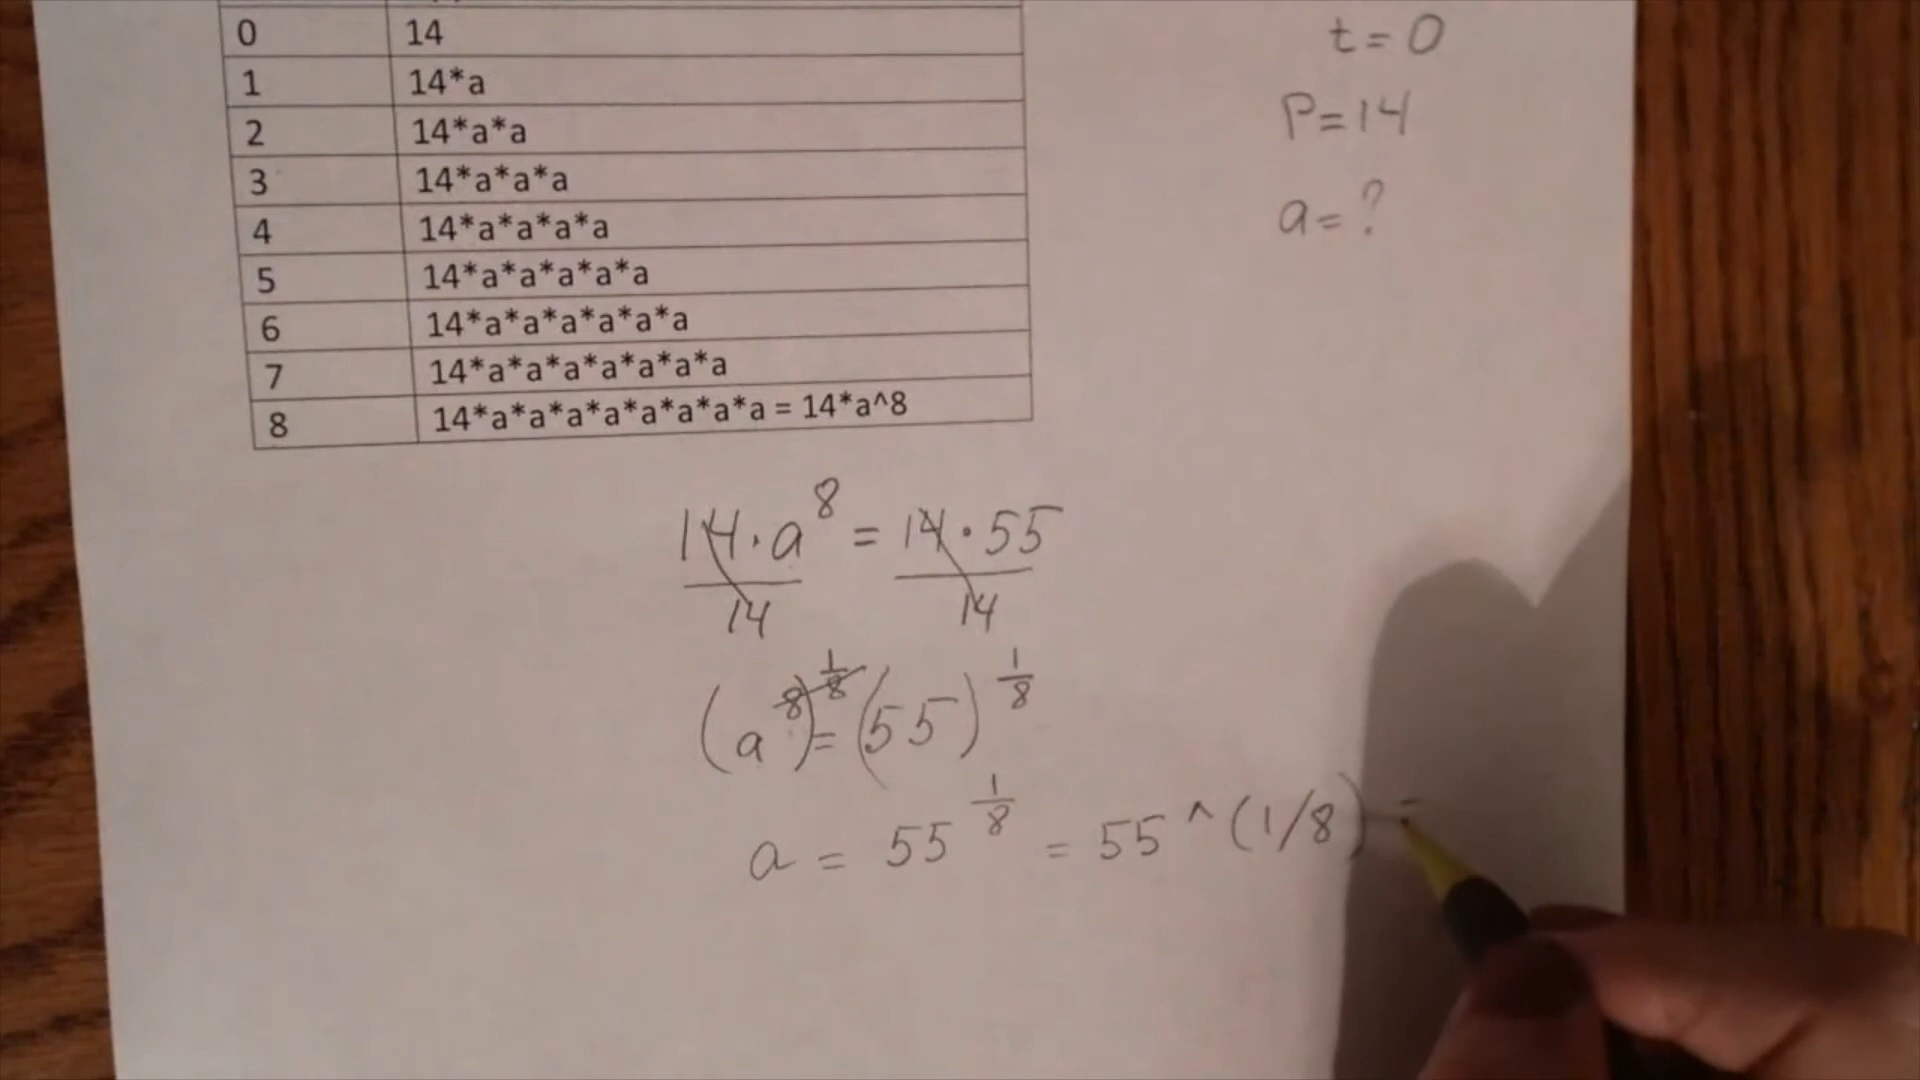 0 14
1 14*a
2 14*a*a
3 14*a*a*a
4 14*a*a*a*a
5 14*a*a*a*a*a
6 14*a*a*a*a*a*a
7 14*a*a*a*a*a*a*a
8 14*a*a*a*a*a*a*a*a = 14*a^8
t = 0
P = 14
a = ?
14 · a^8 = 14 · 55
14 14
(a^8)^1/8 = (55)^1/8
a = 55^1/8 = 55 ^ (1/8) =